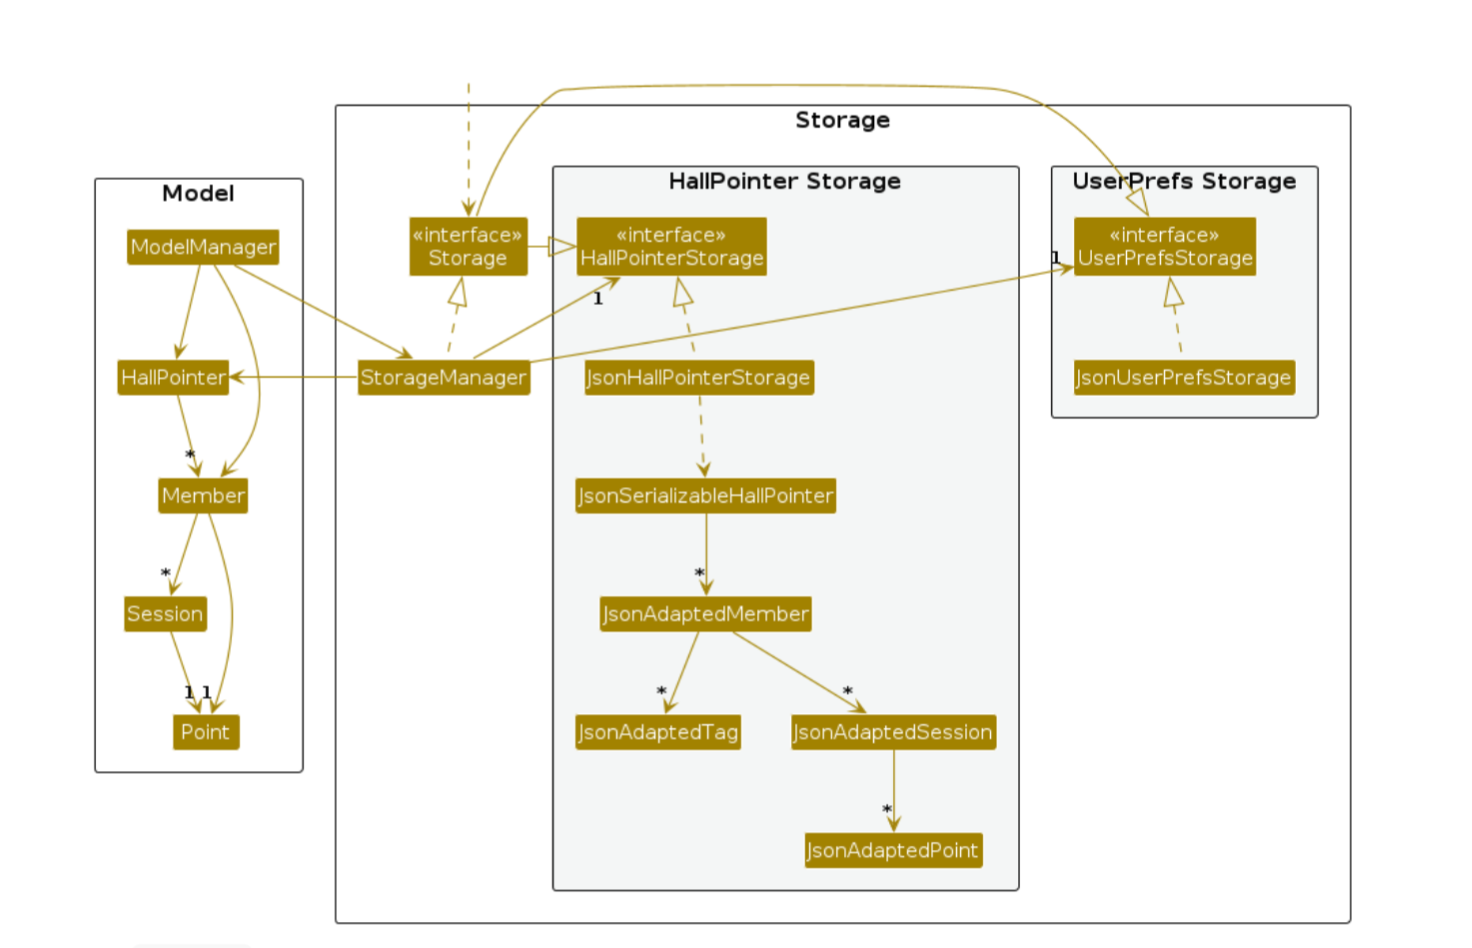 Storage
Model
HallPointer Storage
UserPrefs Storage
ModelManager
«interface»
Storage
«interface»
HallPointerStorage
«interface»
UserPrefsStorage
1
1
HallPointer
StorageManager
JsonHallPointerStorage
JsonUserPrefsStorage
*
Member
JsonSerializableHallPointer
*
*
Session
JsonAdaptedMember
1 1
*
*
Point
JsonAdaptedTag
JsonAdaptedSession
*
JsonAdaptedPoint